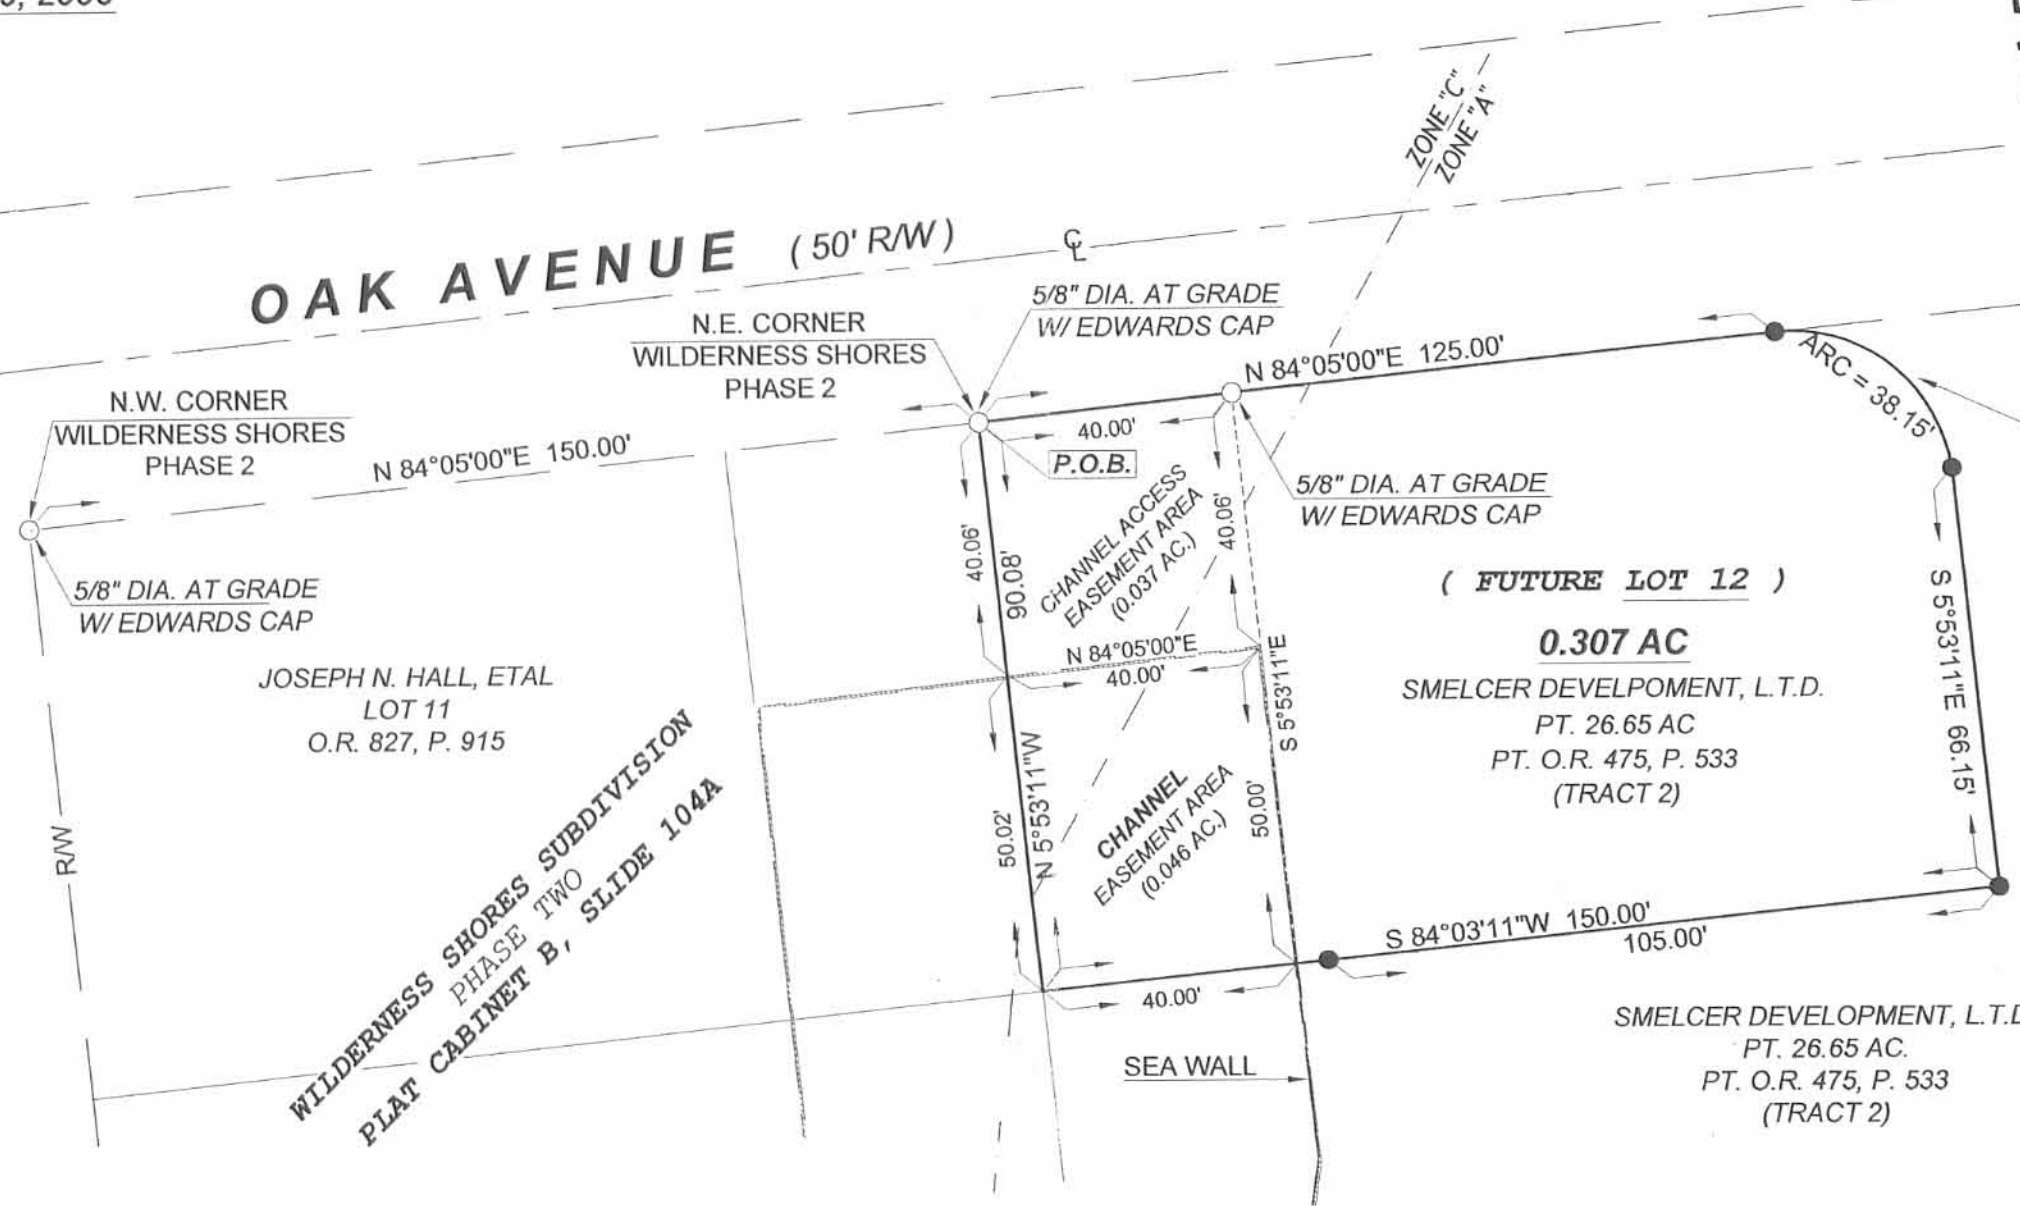 OAK AVENUE ( 50' R/W )
C L
ZONE "C"
ZONE "A"
N.W. CORNER
WILDERNESS SHORES
PHASE 2
N.E. CORNER
WILDERNESS SHORES
PHASE 2
5/8" DIA. AT GRADE
W/ EDWARDS CAP
N 84°05'00"E 150.00'
N 84°05'00"E 125.00'
ARC = 38.15'
40.00'
P.O.B.
5/8" DIA. AT GRADE
W/ EDWARDS CAP
5/8" DIA. AT GRADE
W/ EDWARDS CAP
40.06'
90.08'
CHANNEL ACCESS
EASEMENT AREA
(0.037 AC.)
40.06'
( FUTURE LOT 12 )
0.307 AC
SMELCER DEVELPOMENT, L.T.D.
PT. 26.65 AC
PT. O.R. 475, P. 533
(TRACT 2)
S 5°53'11"E 66.15'
JOSEPH N. HALL, ETAL
LOT 11
O.R. 827, P. 915
N 84°05'00"E
40.00'
S 5°53'11"E
R/W
WILDERNESS SHORES SUBDIVISION
PHASE TWO
PLAT CABINET B, SLIDE 104A
50.02'
N 5°53'11"W
CHANNEL
EASEMENT AREA
(0.046 AC.)
50.00'
S 84°03'11"W 150.00'
105.00'
40.00'
SEA WALL
SMELCER DEVELOPMENT, L.T.D
PT. 26.65 AC.
PT. O.R. 475, P. 533
(TRACT 2)